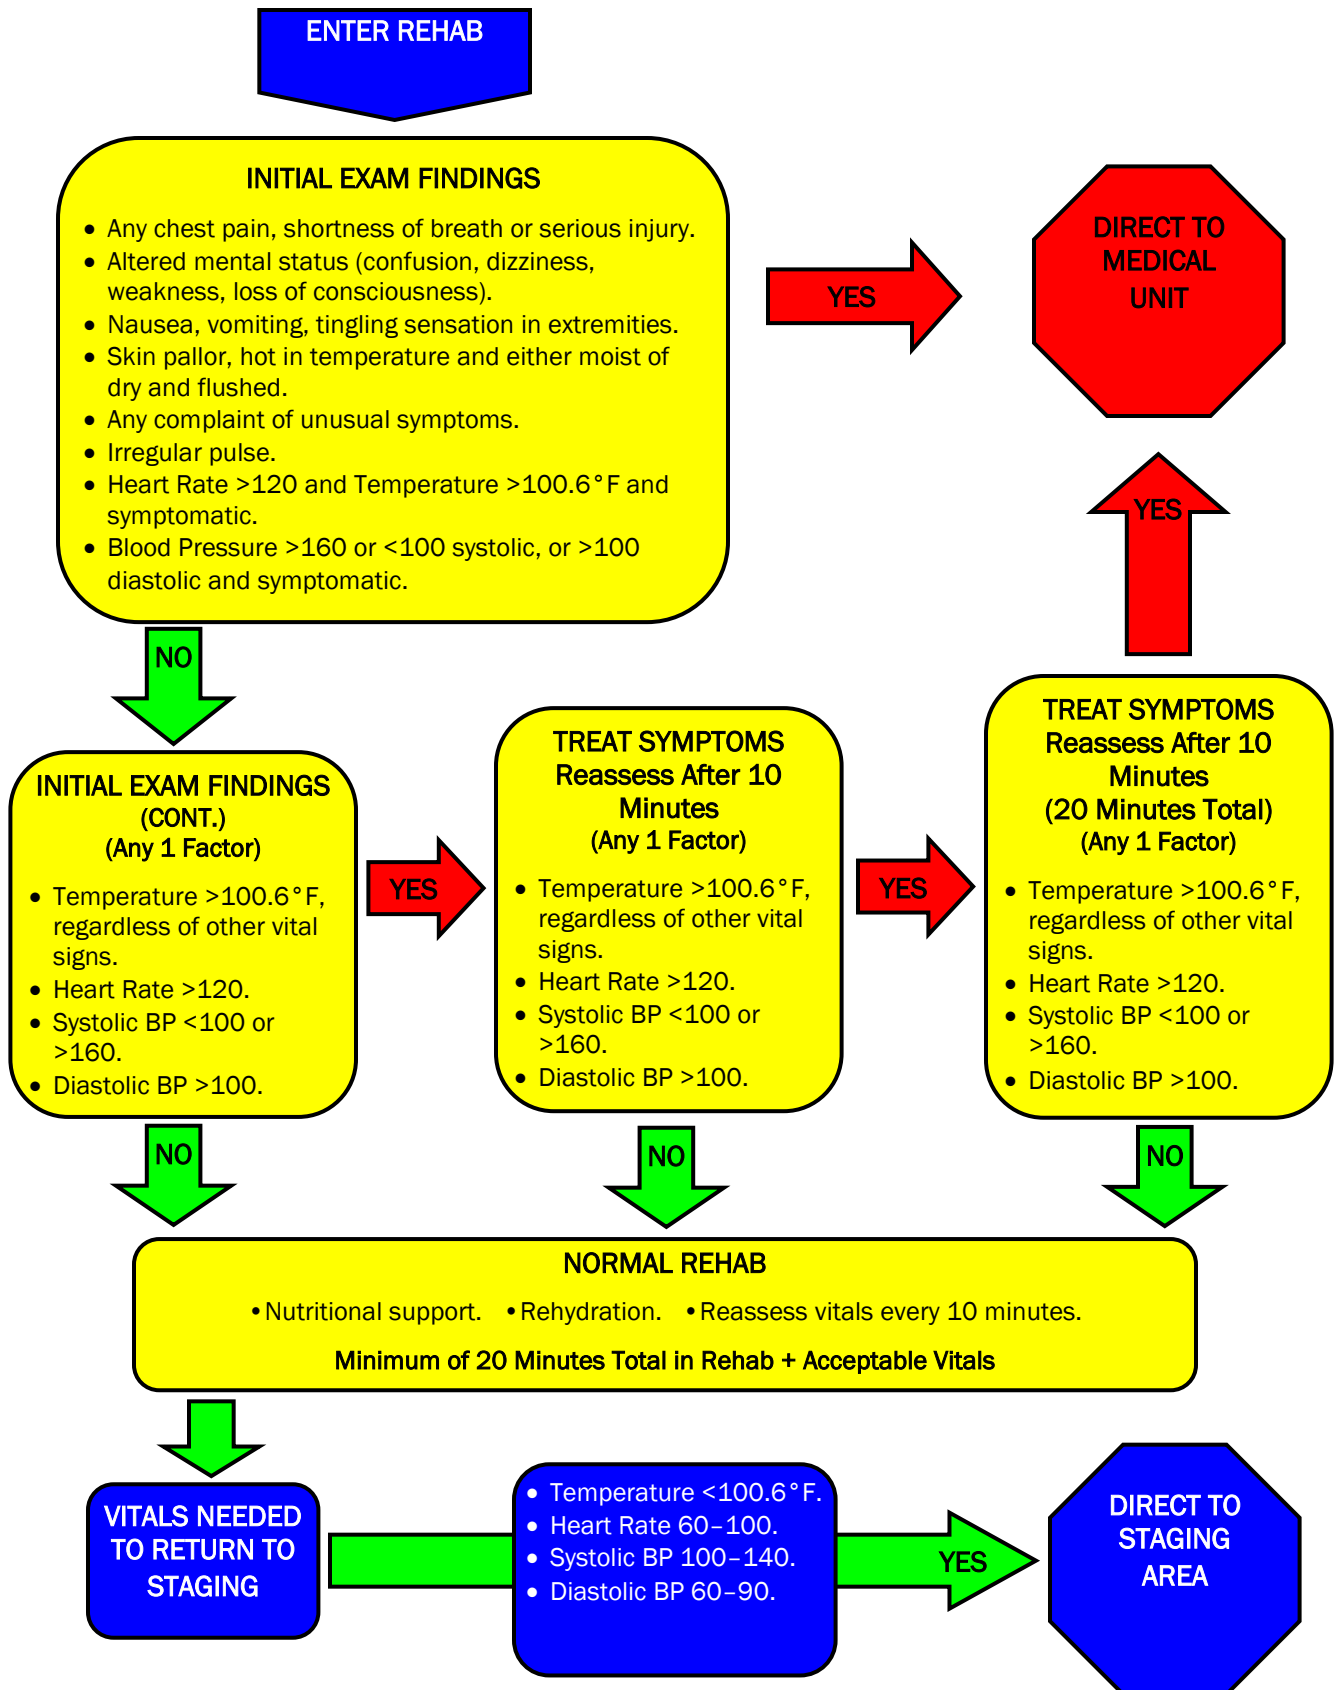 ENTER REHAB
INITIAL EXAM FINDINGS
• Any chest pain, shortness of breath or serious injury.
• Altered mental status (confusion, dizziness,
weakness, loss of consciousness).
• Nausea, vomiting, tingling sensation in extremities.
• Skin pallor, hot in temperature and either moist of
dry and flushed.
• Any complaint of unusual symptoms.
• Irregular pulse.
• Heart Rate >120 and Temperature >100.6°F and
symptomatic.
• Blood Pressure >160 or <100 systolic, or >100
diastolic and symptomatic.
YES
DIRECT TO
MEDICAL
UNIT
YES
NO
INITIAL EXAM FINDINGS
(CONT.)
(Any 1 Factor)
• Temperature >100.6°F,
regardless of other vital
signs.
• Heart Rate >120.
• Systolic BP <100 or
>160.
• Diastolic BP >100.
YES
TREAT SYMPTOMS
Reassess After 10
Minutes
(Any 1 Factor)
• Temperature >100.6°F,
regardless of other vital
signs.
• Heart Rate >120.
• Systolic BP <100 or
>160.
• Diastolic BP >100.
YES
TREAT SYMPTOMS
Reassess After 10
Minutes
(20 Minutes Total)
(Any 1 Factor)
• Temperature >100.6°F,
regardless of other vital
signs.
• Heart Rate >120.
• Systolic BP <100 or
>160.
• Diastolic BP >100.
NO
NO
NO
NORMAL REHAB
•Nutritional support. •Rehydration. •Reassess vitals every 10 minutes.
Minimum of 20 Minutes Total in Rehab + Acceptable Vitals
VITALS NEEDED
TO RETURN TO
STAGING
• Temperature <100.6°F.
• Heart Rate 60–100.
• Systolic BP 100–140.
• Diastolic BP 60–90.
YES
DIRECT TO
STAGING
AREA